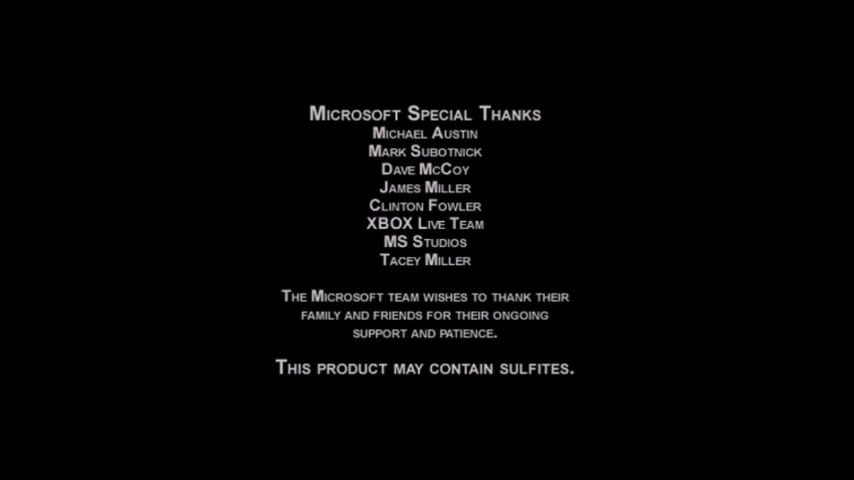 Microsoft Special Thanks
Michael Austin
Mark Subotnick
Dave McCoy
James Miller
Clinton Fowler
XBOX Live Team
MS Studios
Tacey Miller
The Microsoft team wishes to thank their
family and friends for their ongoing
support and patience.
This product may contain sulfites.